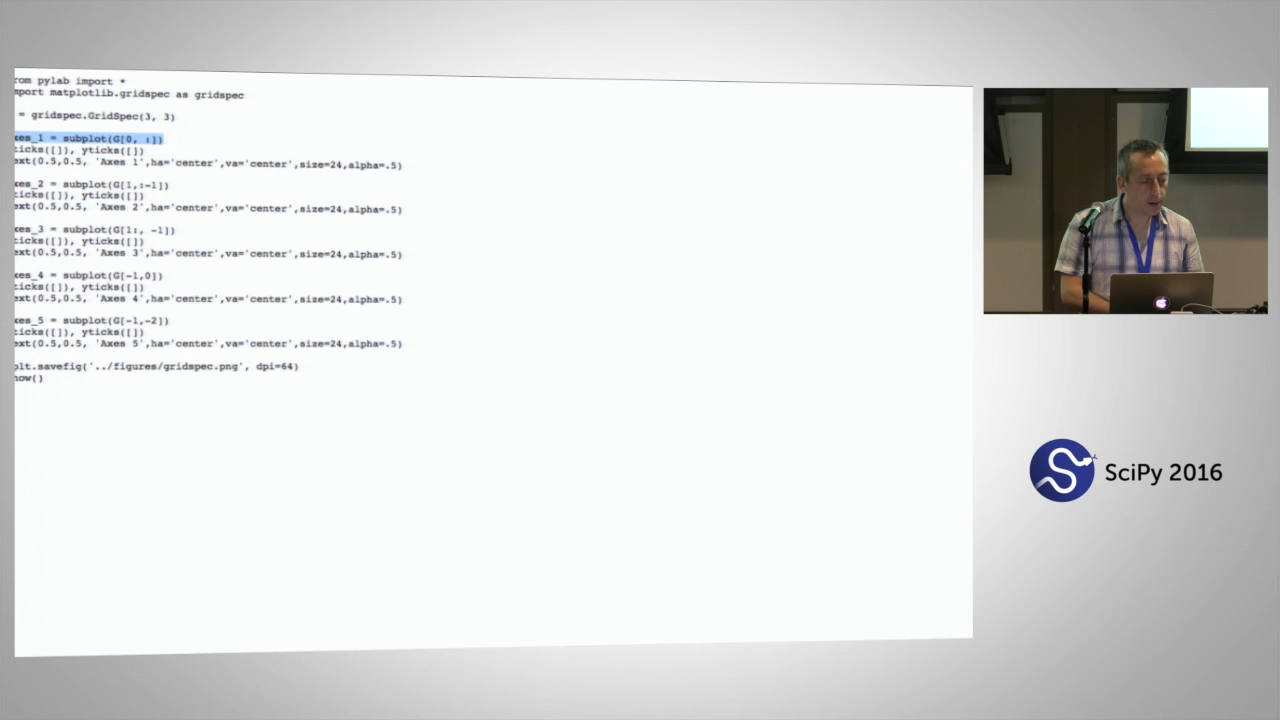 rom pylab import *
mport matplotlib.gridspec as gridspec
= gridspec.GridSpec(3, 3)
xes_1 = subplot(G[0, :])
ticks([]), yticks([])
ext(0.5,0.5, 'Axes 1',ha='center',va='center',size=24,alpha=.5)
xes_2 = subplot(G[1,:-1])
ticks([]), yticks([])
ext(0.5,0.5, 'Axes 2',ha='center',va='center',size=24,alpha=.5)
xes_3 = subplot(G[1:, -1])
ticks([]), yticks([])
ext(0.5,0.5, 'Axes 3',ha='center',va='center',size=24,alpha=.5)
xes_4 = subplot(G[-1,0])
ticks([]), yticks([])
ext(0.5,0.5, 'Axes 4',ha='center',va='center',size=24,alpha=.5)
xes_5 = subplot(G[-1,-2])
ticks([]), yticks([])
ext(0.5,0.5, 'Axes 5',ha='center',va='center',size=24,alpha=.5)
plt.savefig('../figures/gridspec.png', dpi=64)
how()
SciPy 2016